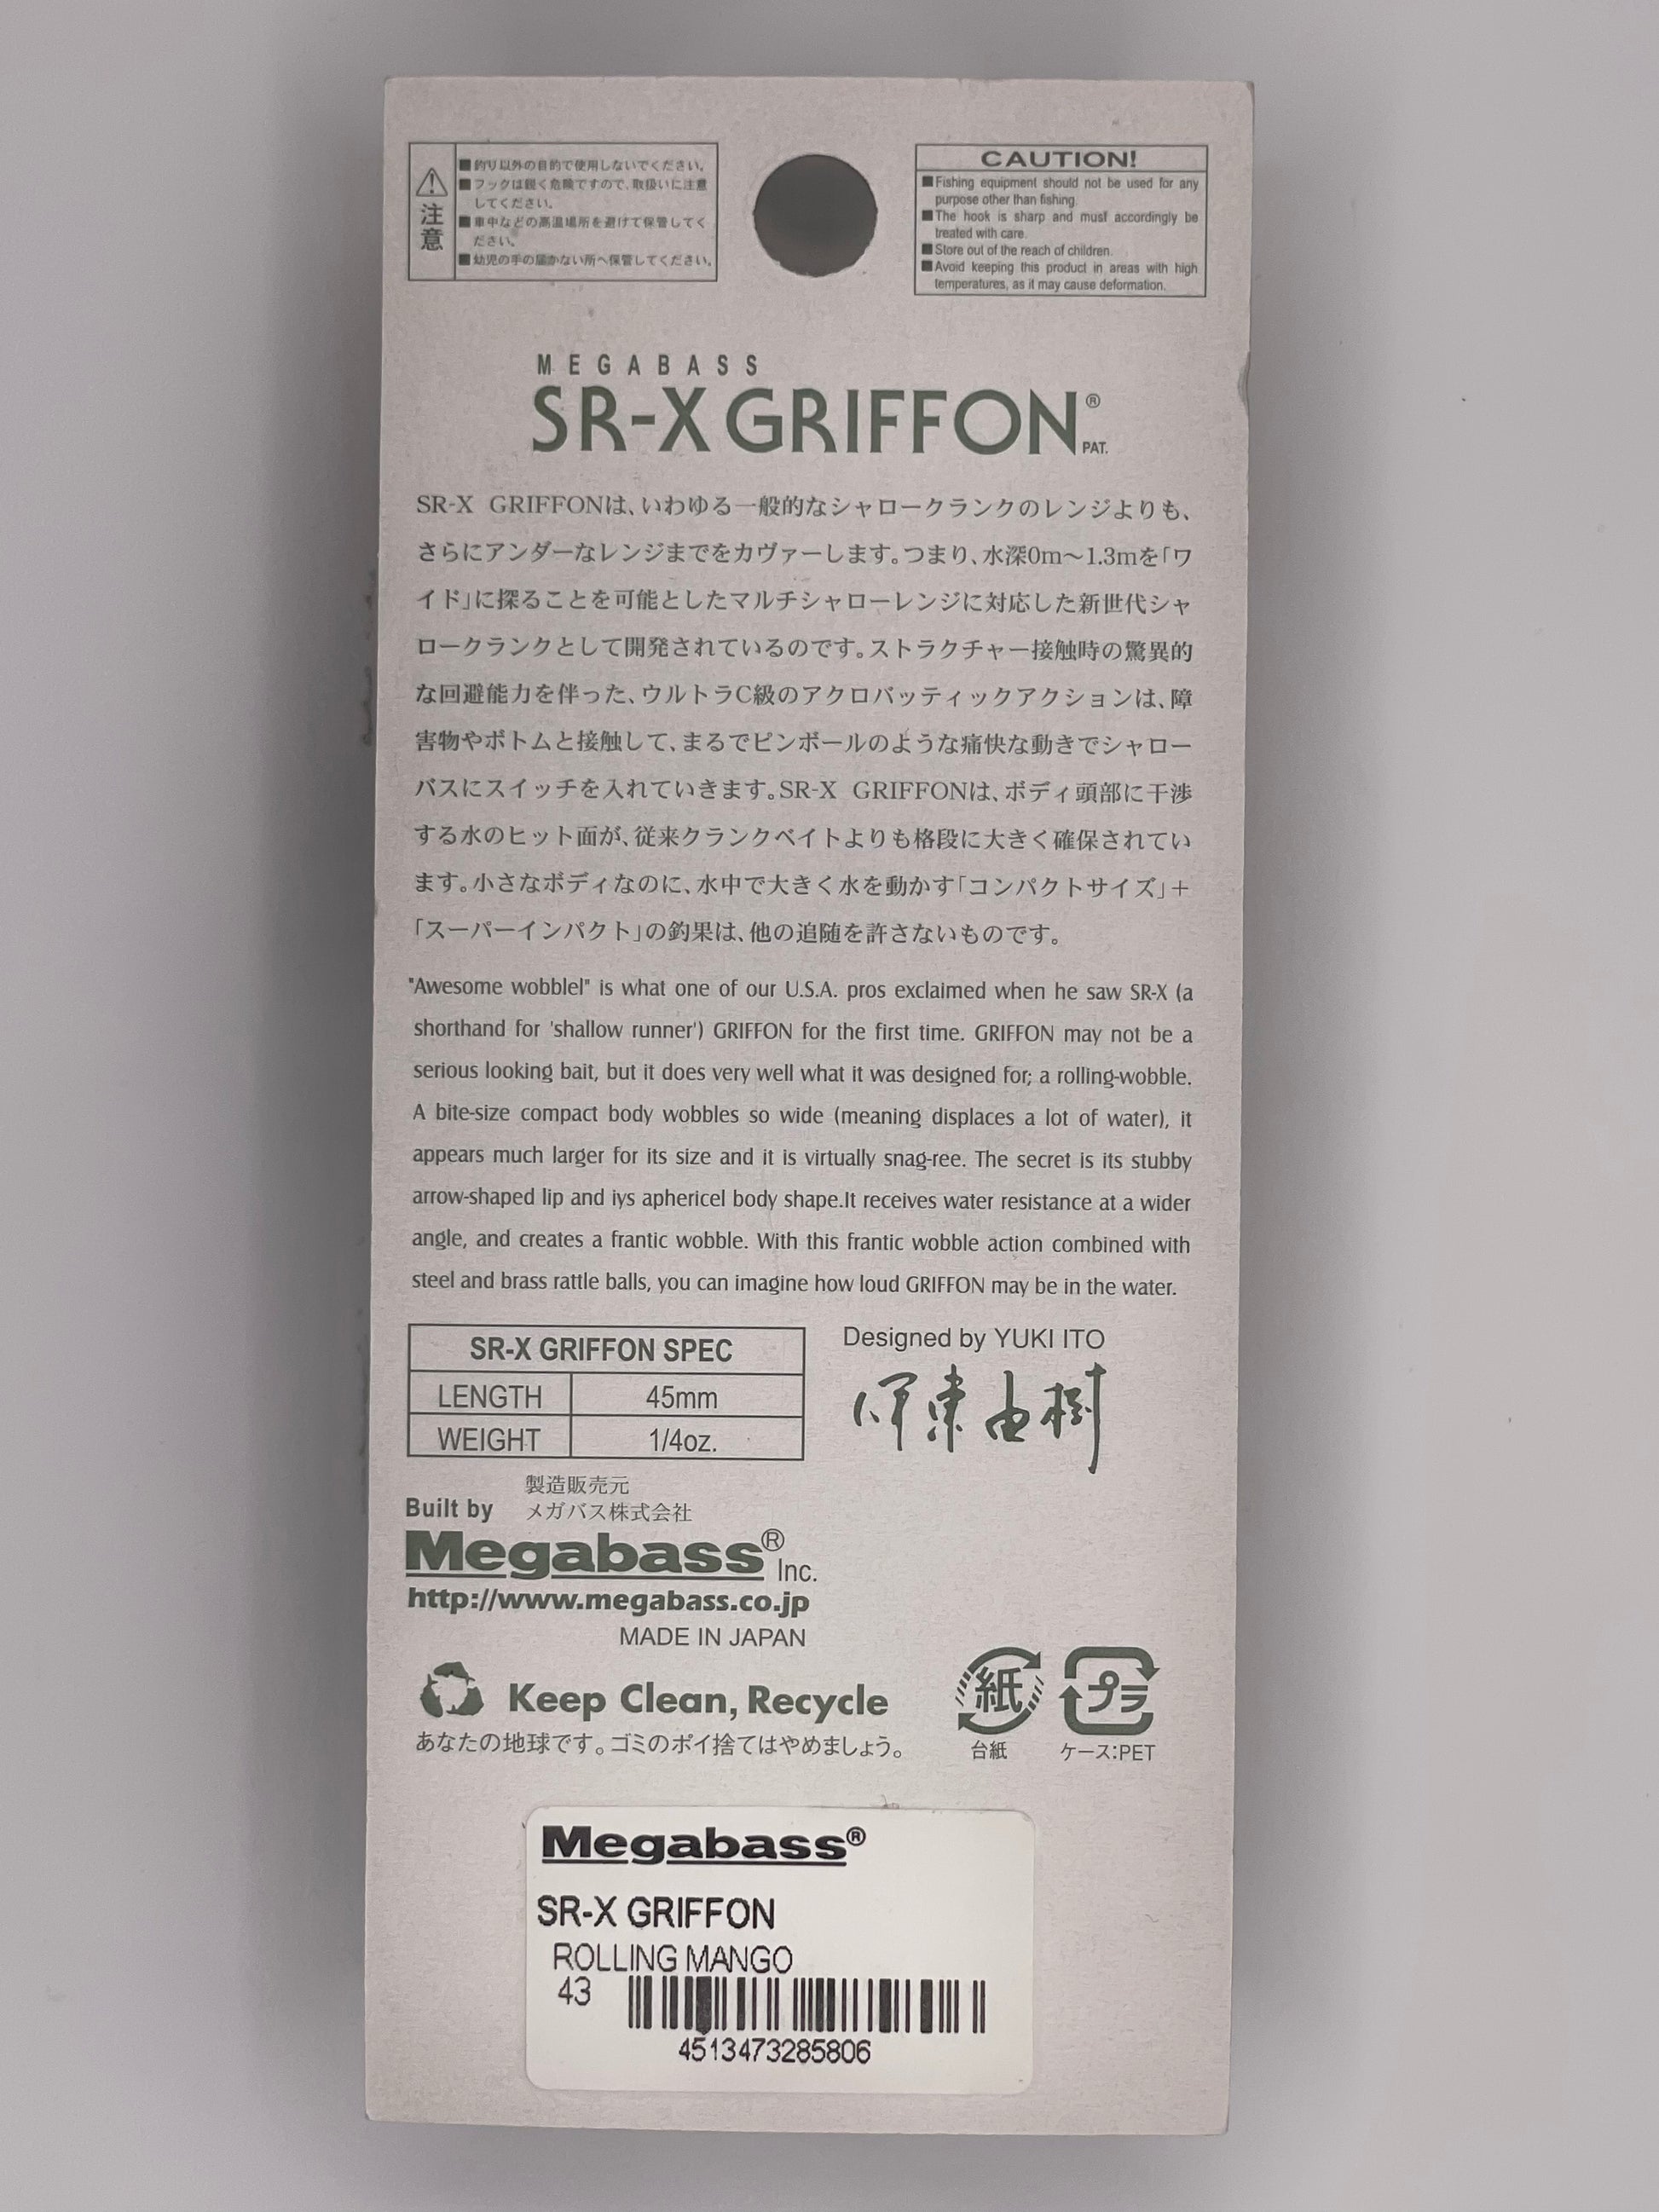 注意
■釣り以外の目的で使用しないでください。
■フックは鋭く危険ですので、取扱いに注意
してください。
■車中などの高温場所を避けて保管してく
ださい。
■幼児の手の届かない所へ保管してください。
CAUTION!
■Fishing equipment should not be used for any
purpose other than fishing.
■The hook is sharp and must accordingly be
treated with care.
■Store out of the reach of children.
■Avoid keeping this product in areas with high
temperatures, as it may cause deformation.
MEGABASS
SR-X GRIFFON®
PAT.
SR-X GRIFFONは、いわゆる一般的なシャロークランクのレンジよりも、
さらにアンダーなレンジまでをカヴァーします。つまり、水深0m〜1.3mを「ワ
イド」に探ることを可能としたマルチシャローレンジに対応した新世代シャ
ロークランクとして開発されているのです。ストラクチャー接触時の驚異的
な回避能力を伴った、ウルトラC級のアクロバッティックアクションは、障
害物やボトムと接触して、まるでピンボールのような痛快な動きでシャロー
バスにスイッチを入れていきます。SR-X GRIFFONは、ボディ頭部に干渉
する水のヒット面が、従来クランクベイトよりも格段に大きく確保されてい
ます。小さなボディなのに、水中で大きく水を動かす「コンパクトサイズ」＋
「スーパーインパクト」の釣果は、他の追随を許さないものです。
"Awesome wobblel" is what one of our U.S.A. pros exclaimed when he saw SR-X (a
shorthand for 'shallow runner') GRIFFON for the first time. GRIFFON may not be a
serious looking bait, but it does very well what it was designed for; a rolling-wobble.
A bite-size compact body wobbles so wide (meaning displaces a lot of water), it
appears much larger for its size and it is virtually snag-ree. The secret is its stubby
arrow-shaped lip and iys aphericel body shape.It receives water resistance at a wider
angle, and creates a frantic wobble. With this frantic wobble action combined with
steel and brass rattle balls, you can imagine how loud GRIFFON may be in the water.
SR-X GRIFFON SPEC
LENGTH 45mm
WEIGHT 1/4oz.
Designed by YUKI ITO
伊東由樹
製造販売元
Built by メガバス株式会社
Megabass® Inc.
http://www.megabass.co.jp
MADE IN JAPAN
Keep Clean, Recycle
あなたの地球です。ゴミのポイ捨てはやめましょう。
紙
台紙
プラ
ケース:PET
Megabass®
SR-X GRIFFON
ROLLING MANGO
43
4513473285806